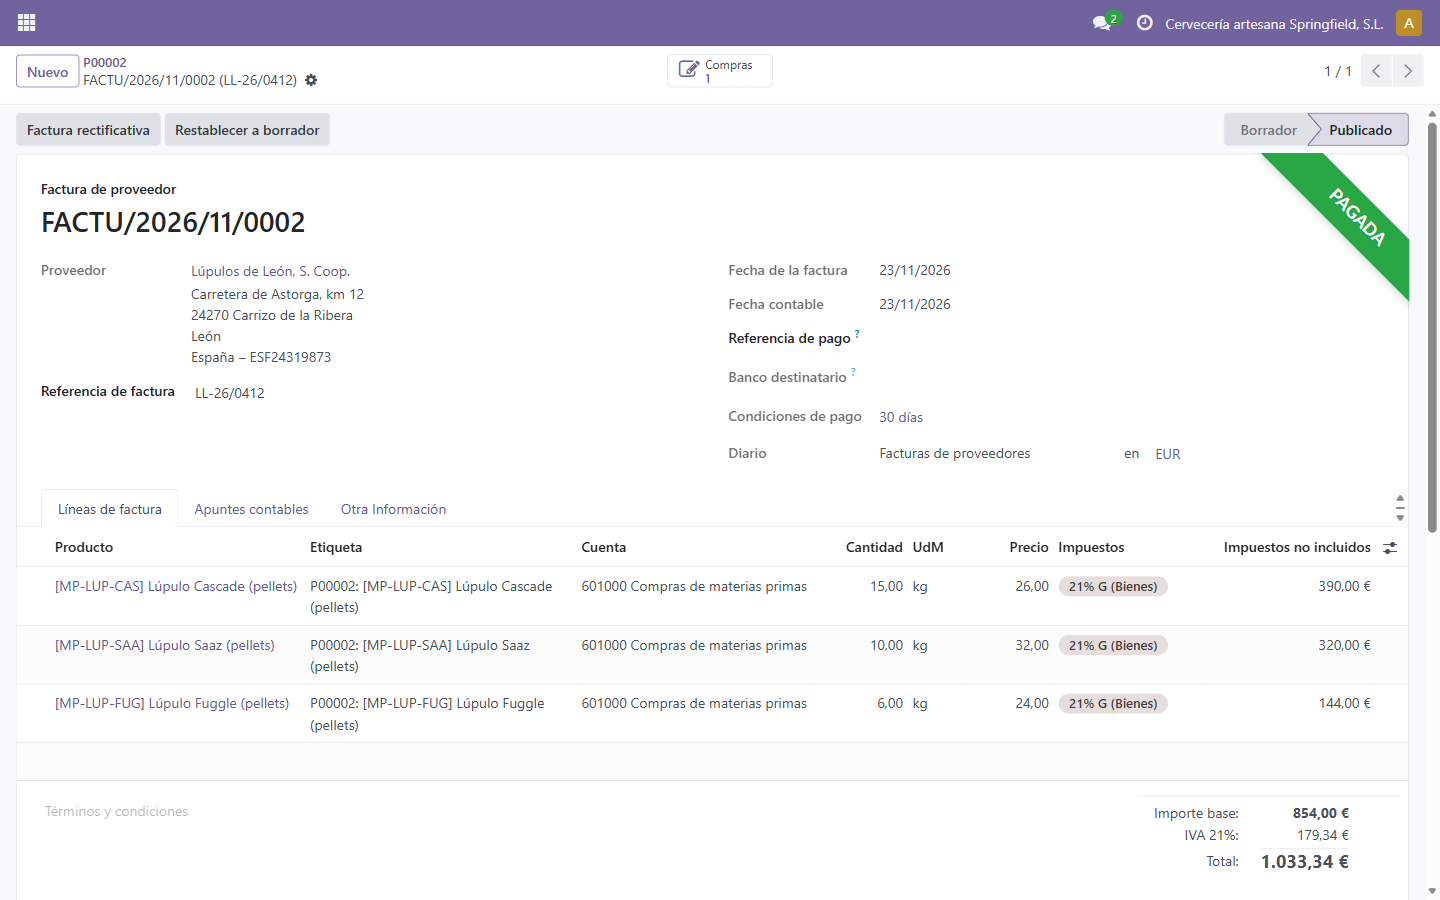 2
Cervecería artesana Springfield, S.L.
A
Nuevo
P00002
FACTU/2026/11/0002 (LL-26/0412)
Compras
1
1 / 1
Factura rectificativa
Restablecer a borrador
Borrador
Publicado
PAGADA
Factura de proveedor
FACTU/2026/11/0002
Proveedor
Lúpulos de León, S. Coop.
Carretera de Astorga, km 12
24270 Carrizo de la Ribera
León
España – ESF24319873
Referencia de factura LL-26/0412
Fecha de la factura 23/11/2026
Fecha contable 23/11/2026
Referencia de pago ?
Banco destinatario ?
Condiciones de pago 30 días
Diario Facturas de proveedores en EUR
Líneas de factura Apuntes contables Otra Información
Producto Etiqueta Cuenta Cantidad UdM Precio Impuestos Impuestos no incluidos
[MP-LUP-CAS] Lúpulo Cascade (pellets) P00002: [MP-LUP-CAS] Lúpulo Cascade 601000 Compras de materias primas 15,00 kg 26,00 21% G (Bienes) 390,00 €
(pellets)
[MP-LUP-SAA] Lúpulo Saaz (pellets) P00002: [MP-LUP-SAA] Lúpulo Saaz 601000 Compras de materias primas 10,00 kg 32,00 21% G (Bienes) 320,00 €
(pellets)
[MP-LUP-FUG] Lúpulo Fuggle (pellets) P00002: [MP-LUP-FUG] Lúpulo Fuggle 601000 Compras de materias primas 6,00 kg 24,00 21% G (Bienes) 144,00 €
(pellets)
Términos y condiciones
Importe base: 854,00 €
IVA 21%: 179,34 €
Total: 1.033,34 €